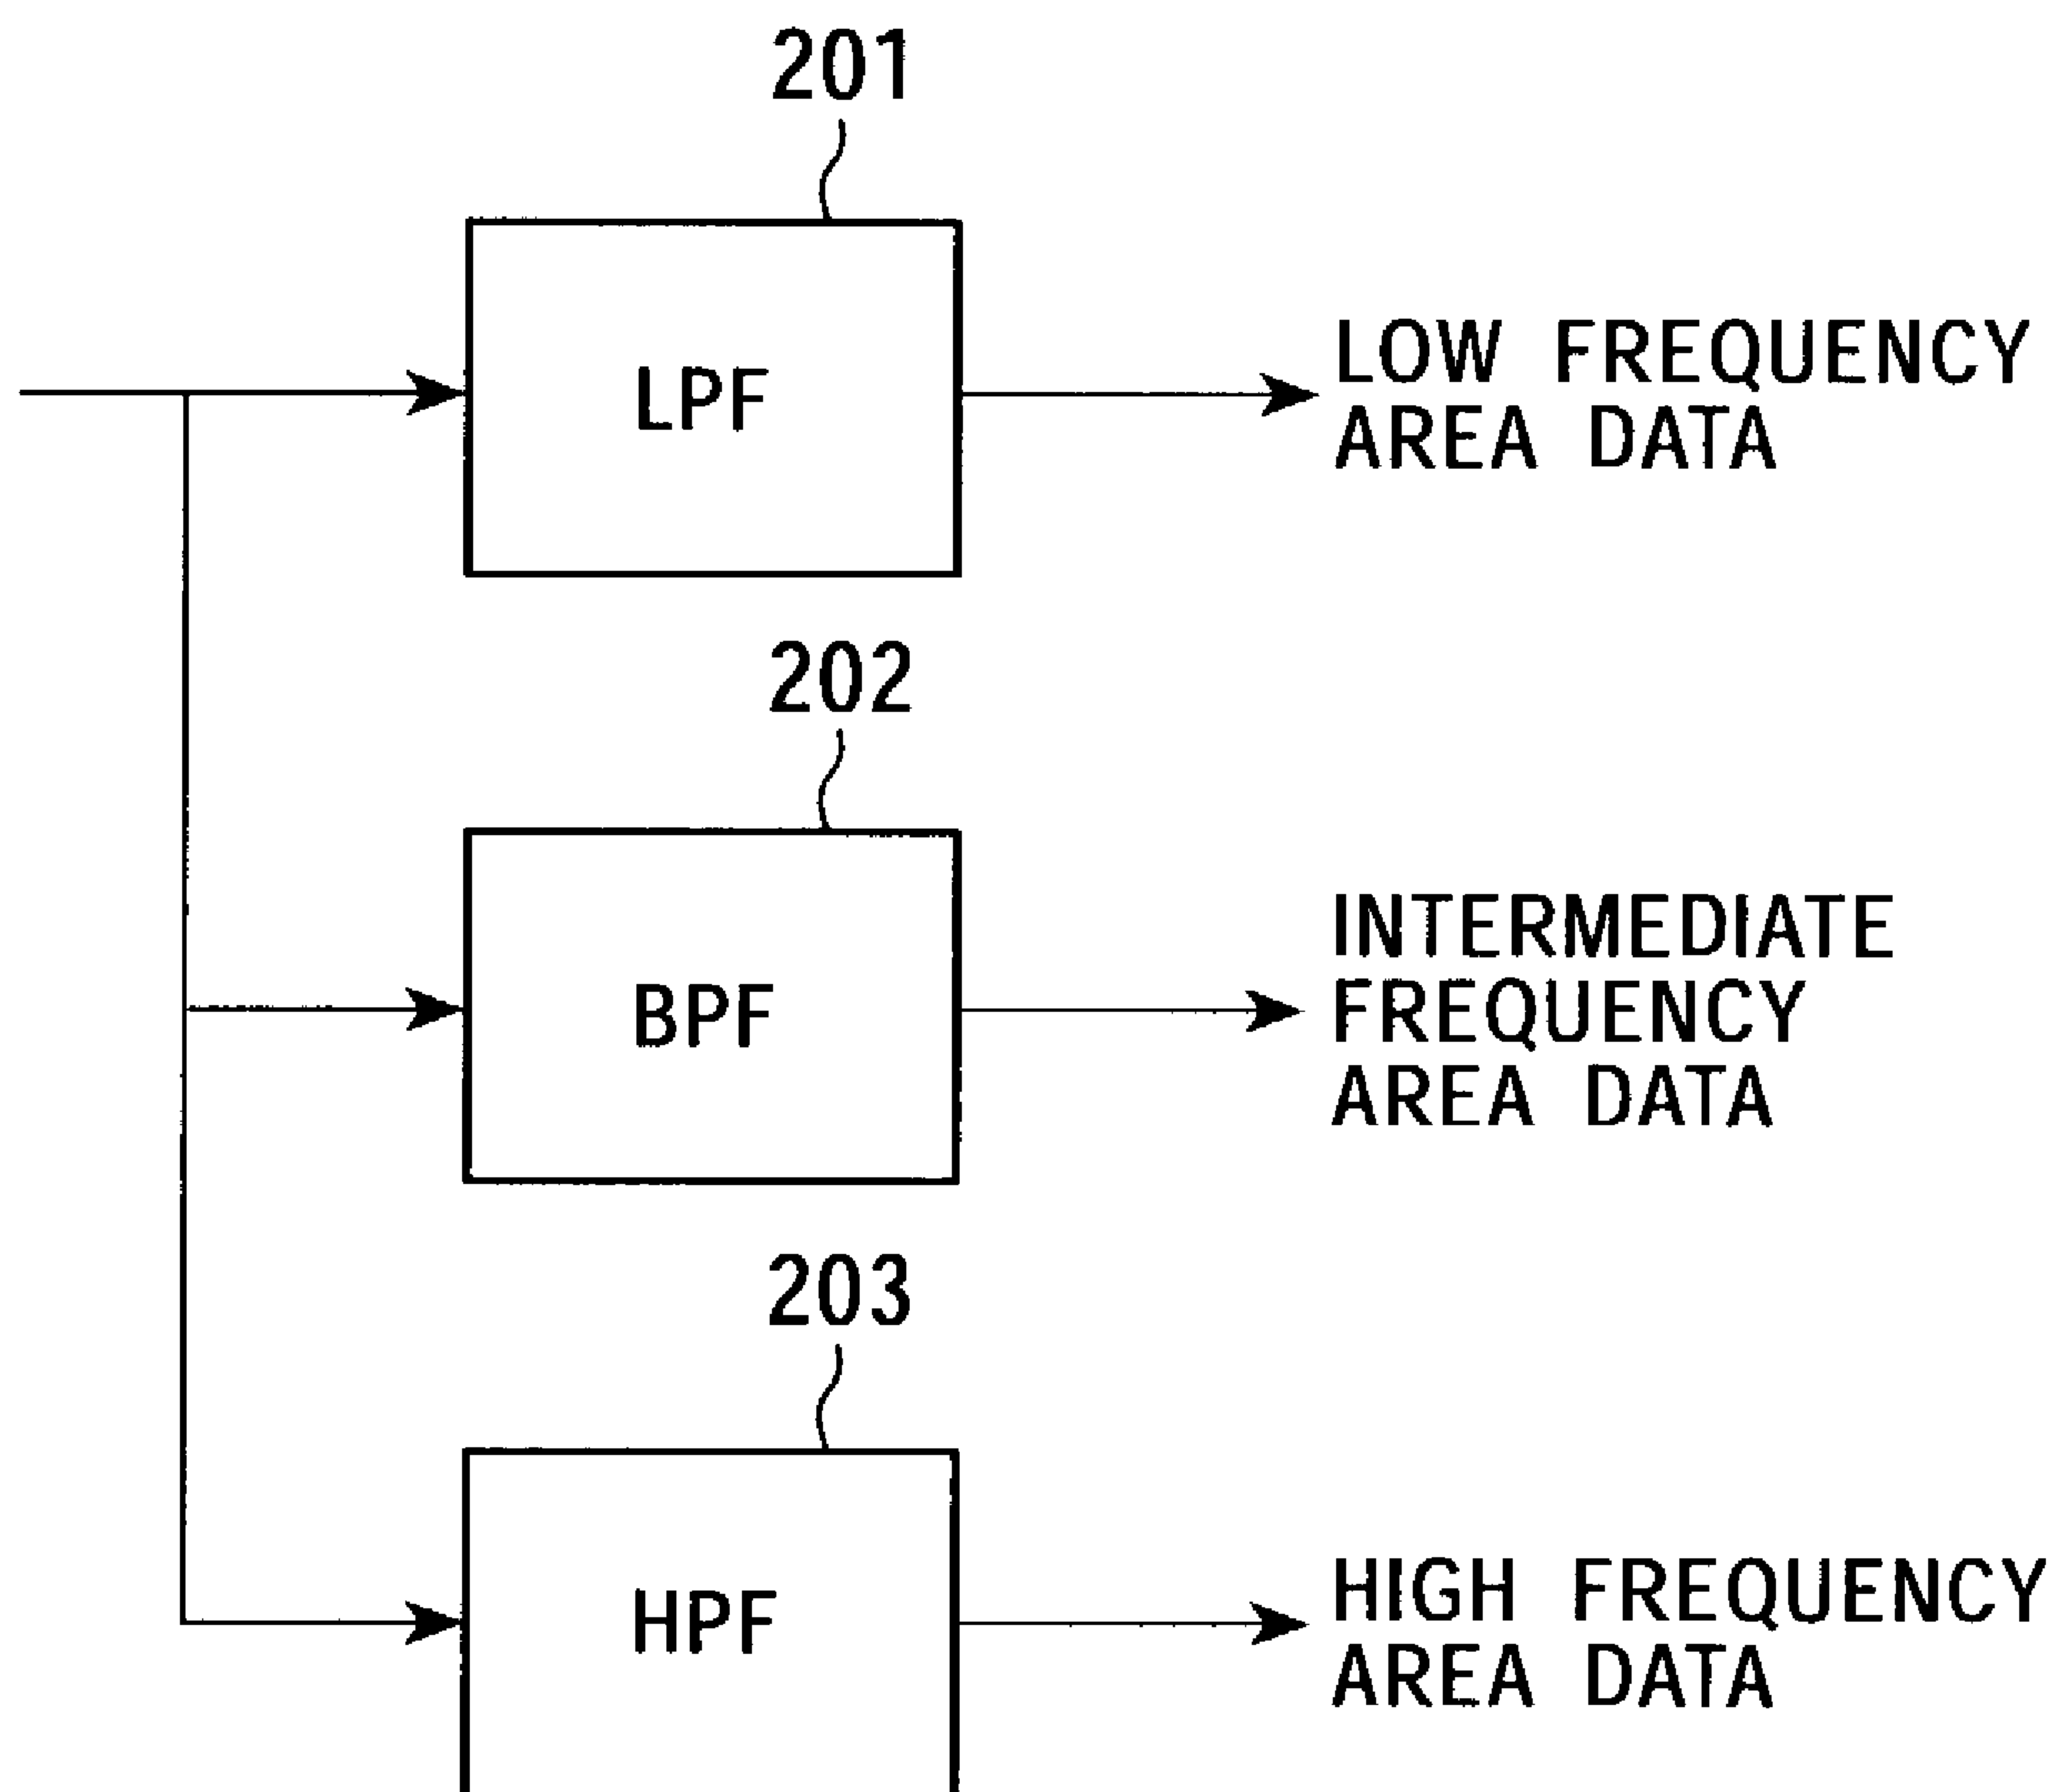 201
LPF
LOW FREQUENCY
AREA DATA
202
BPF
INTERMEDIATE
FREQUENCY
AREA DATA
203
HPF
HIGH FREQUENCY
AREA DATA